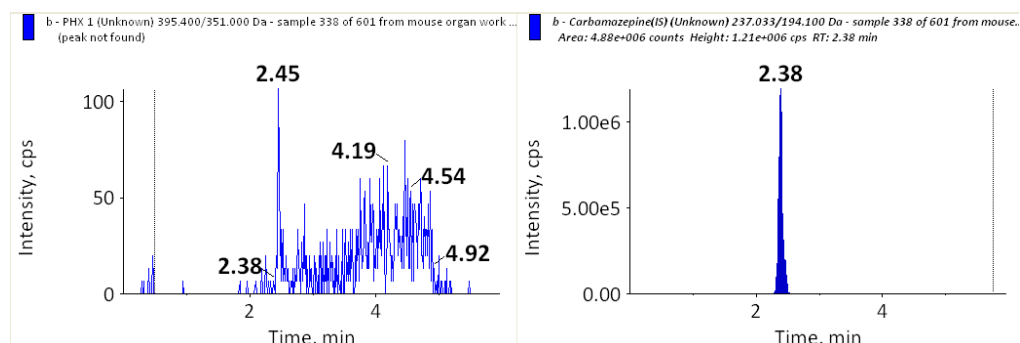 b - PHX 1 (Unknown) 395.400/351.000 Da - sample 338 of 601 from mouse organ work ...
(peak not found)
2.45
100
4.19
4.54
50
2.38
4.92
0
2
4
Intensity, cps
Time, min
b - Carbamazepine(IS) (Unknown) 237.033/194.100 Da - sample 338 of 601 from mouse...
Area: 4.88e+006 counts Height: 1.21e+006 cps RT: 2.38 min
2.38
1.00e6
5.00e5
0.00
2
4
Intensity, cps
Time, min